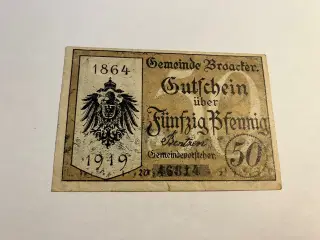 1864
Gemeinde Broacker.
Gutschein
über
Fünfzig Pfennig
Gemeindevorsteher.
50
1919
46814